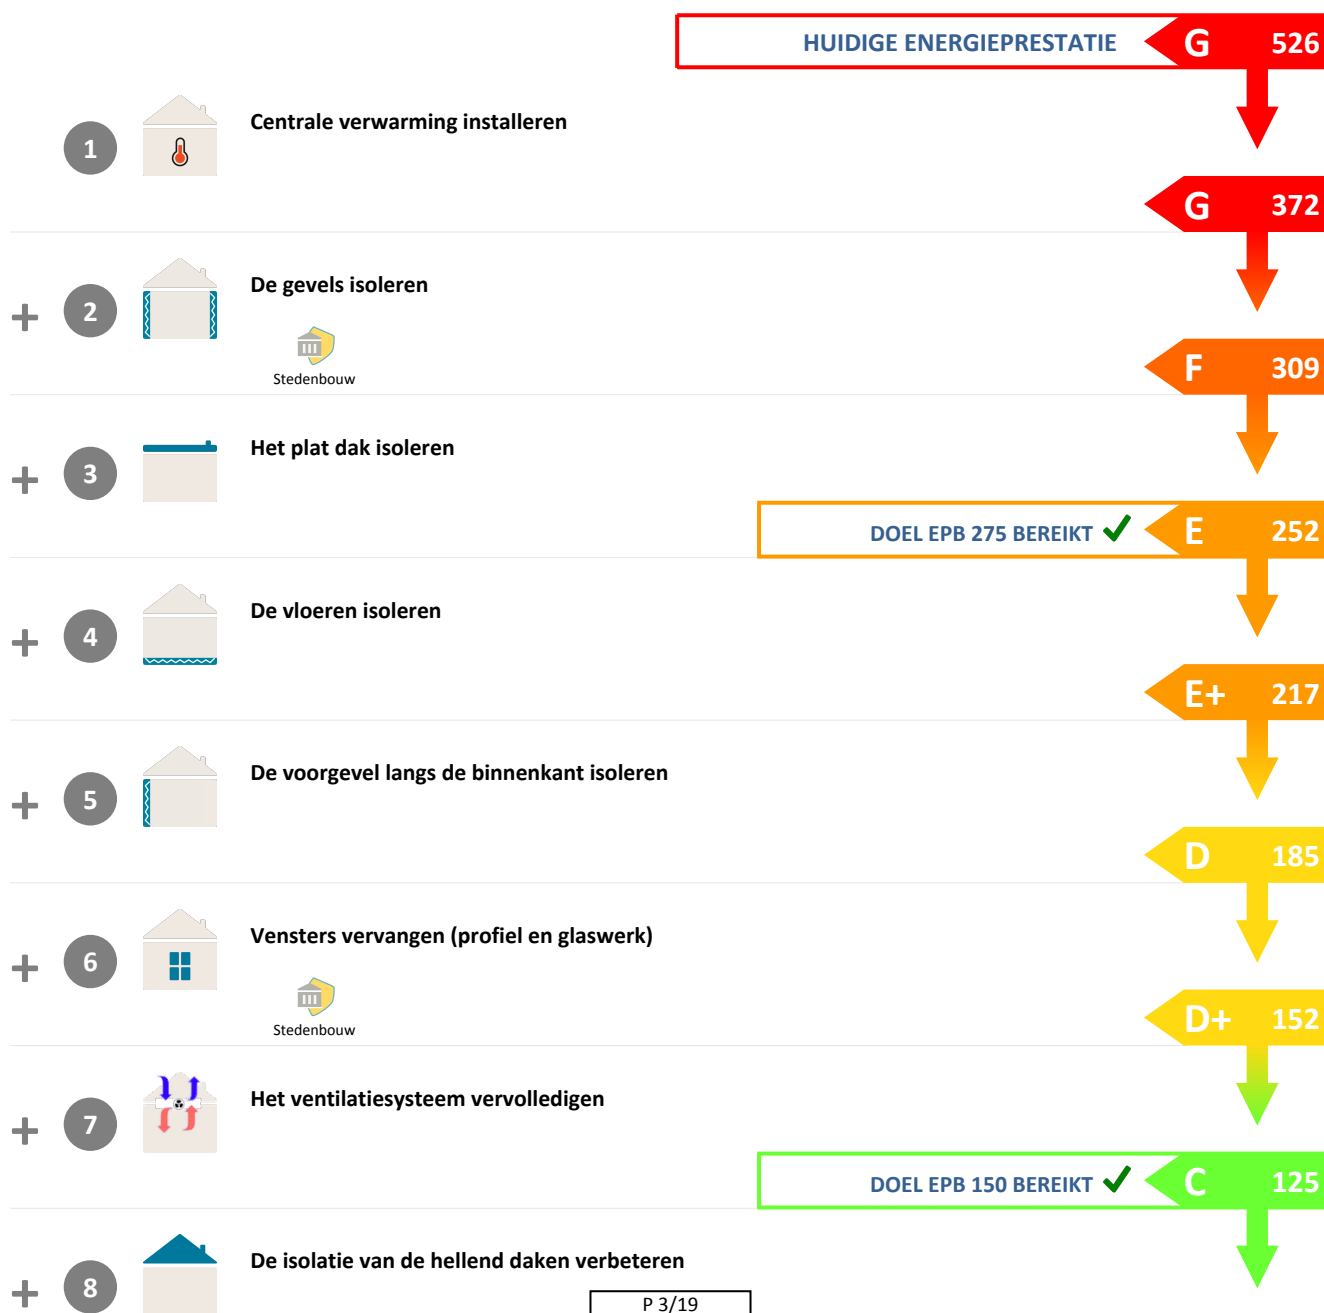 HUIDIGE ENERGIEPRESTATIE G 526
1 Centrale verwarming installeren
G 372
+ 2 De gevels isoleren
Stedenbouw
F 309
+ 3 Het plat dak isoleren
DOEL EPB 275 BEREIKT ✓ E 252
+ 4 De vloeren isoleren
E+ 217
+ 5 De voorgevel langs de binnenkant isoleren
D 185
+ 6 Vensters vervangen (profiel en glaswerk)
Stedenbouw
D+ 152
+ 7 Het ventilatiesysteem vervolledigen
DOEL EPB 150 BEREIKT ✓ C 125
+ 8 De isolatie van de hellend daken verbeteren
P 3/19